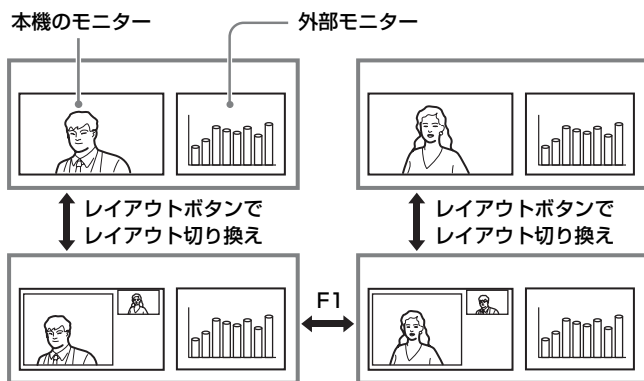 本機のモニター
外部モニター
レイアウトボタンで
レイアウト切り換え
レイアウトボタンで
レイアウト切り換え
F1